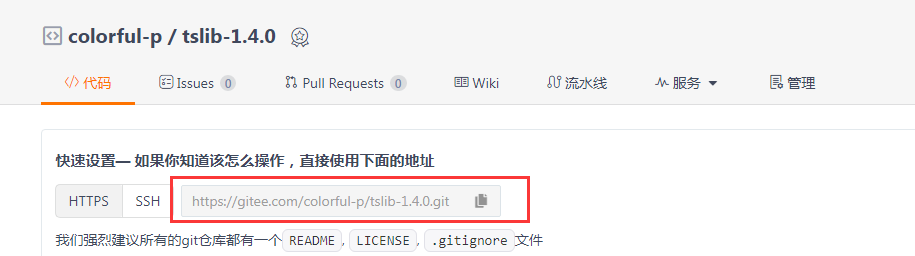 colorful-p / tslib-1.4.0
代码 Issues 0 Pull Requests 0 Wiki 流水线 服务 管理
快速设置— 如果你知道该怎么操作，直接使用下面的地址
HTTPS SSH https://gitee.com/colorful-p/tslib-1.4.0.git
我们强烈建议所有的git仓库都有一个 README, LICENSE, .gitignore 文件